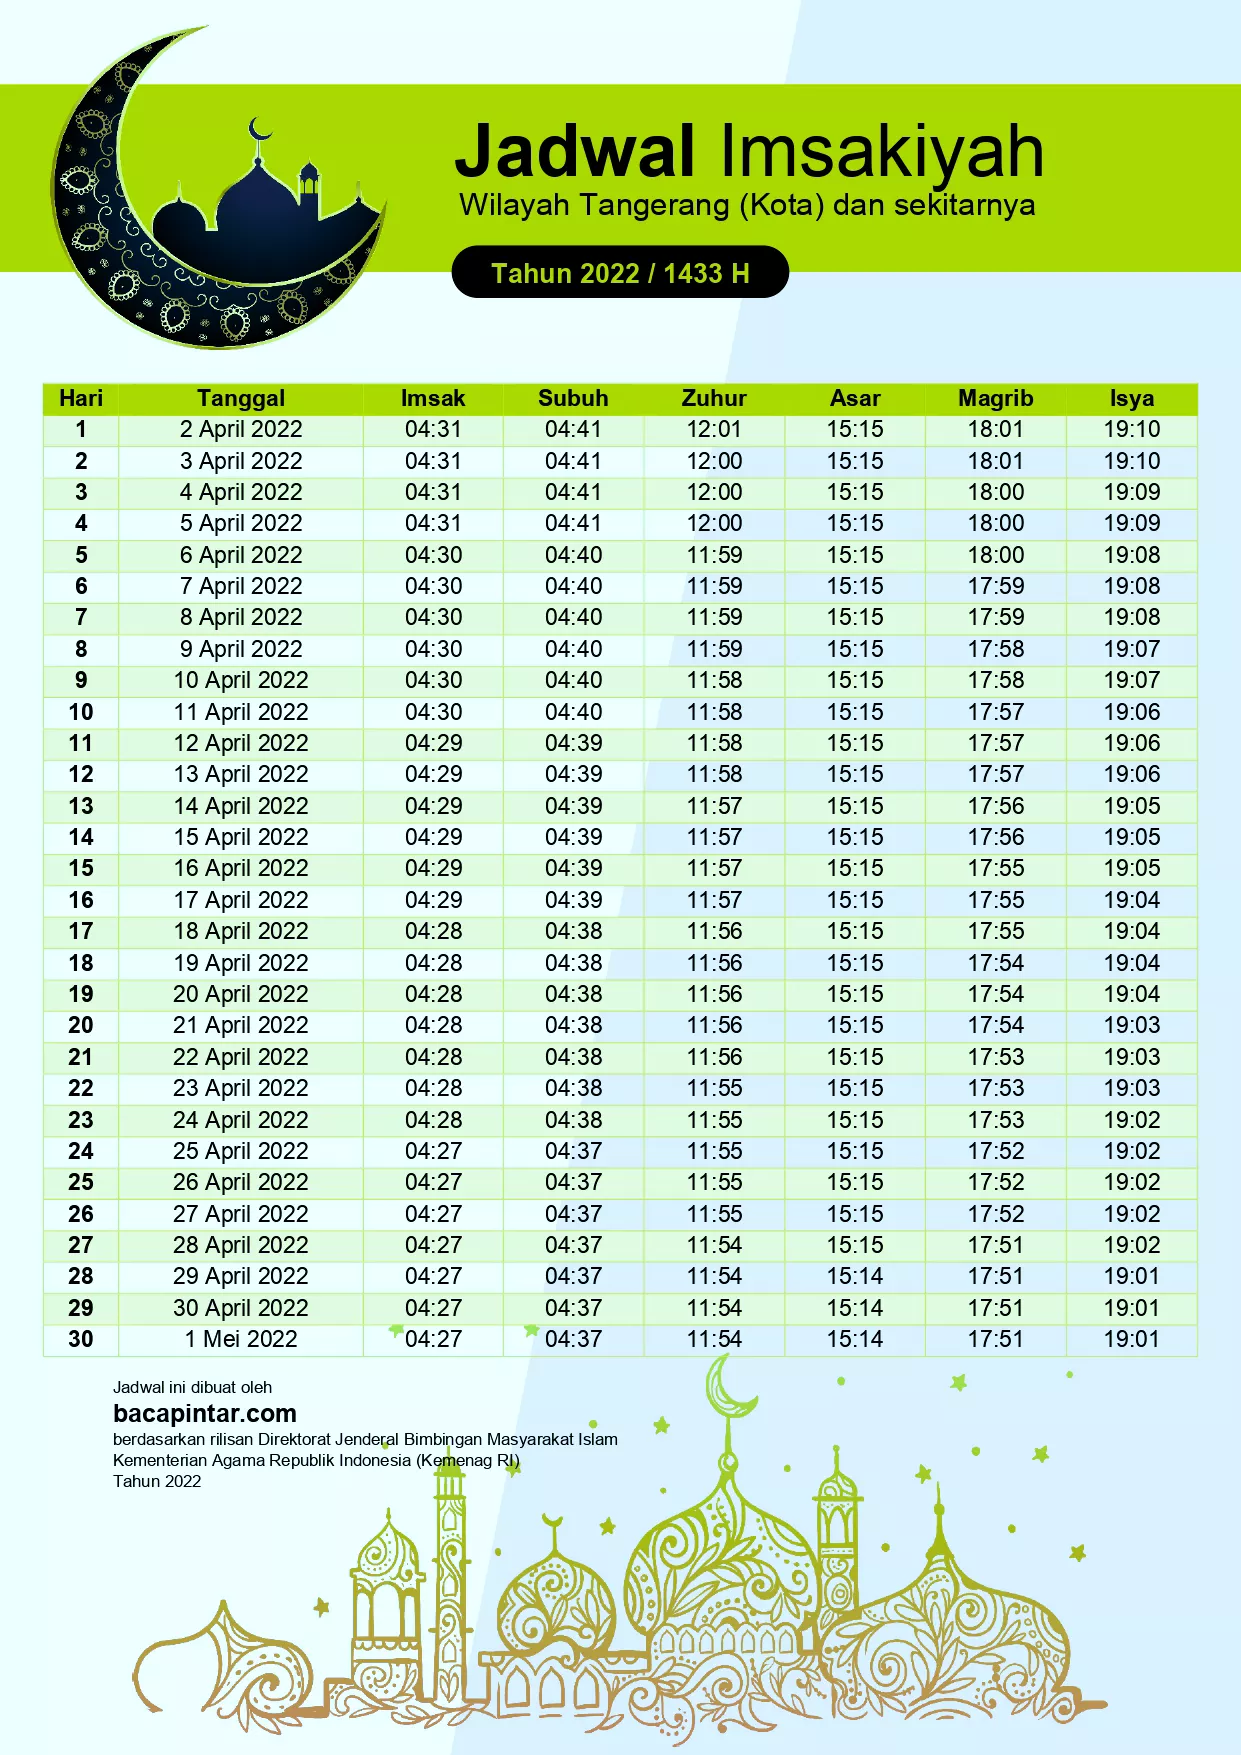 Jadwal Imsakiyah
Wilayah Tangerang (Kota) dan sekitarnya
Tahun 2022 / 1433 H
Hari Tanggal Imsak Subuh Zuhur Asar Magrib Isya
1 2 April 2022 04:31 04:41 12:01 15:15 18:01 19:10
2 3 April 2022 04:31 04:41 12:00 15:15 18:01 19:10
3 4 April 2022 04:31 04:41 12:00 15:15 18:00 19:09
4 5 April 2022 04:31 04:41 12:00 15:15 18:00 19:09
5 6 April 2022 04:30 04:40 11:59 15:15 18:00 19:08
6 7 April 2022 04:30 04:40 11:59 15:15 17:59 19:08
7 8 April 2022 04:30 04:40 11:59 15:15 17:59 19:08
8 9 April 2022 04:30 04:40 11:59 15:15 17:58 19:07
9 10 April 2022 04:30 04:40 11:58 15:15 17:58 19:07
10 11 April 2022 04:30 04:40 11:58 15:15 17:57 19:06
11 12 April 2022 04:29 04:39 11:58 15:15 17:57 19:06
12 13 April 2022 04:29 04:39 11:58 15:15 17:57 19:06
13 14 April 2022 04:29 04:39 11:57 15:15 17:56 19:05
14 15 April 2022 04:29 04:39 11:57 15:15 17:56 19:05
15 16 April 2022 04:29 04:39 11:57 15:15 17:55 19:05
16 17 April 2022 04:29 04:39 11:57 15:15 17:55 19:04
17 18 April 2022 04:28 04:38 11:56 15:15 17:55 19:04
18 19 April 2022 04:28 04:38 11:56 15:15 17:54 19:04
19 20 April 2022 04:28 04:38 11:56 15:15 17:54 19:04
20 21 April 2022 04:28 04:38 11:56 15:15 17:54 19:03
21 22 April 2022 04:28 04:38 11:56 15:15 17:53 19:03
22 23 April 2022 04:28 04:38 11:55 15:15 17:53 19:03
23 24 April 2022 04:28 04:38 11:55 15:15 17:53 19:02
24 25 April 2022 04:27 04:37 11:55 15:15 17:52 19:02
25 26 April 2022 04:27 04:37 11:55 15:15 17:52 19:02
26 27 April 2022 04:27 04:37 11:55 15:15 17:52 19:02
27 28 April 2022 04:27 04:37 11:54 15:15 17:51 19:02
28 29 April 2022 04:27 04:37 11:54 15:14 17:51 19:01
29 30 April 2022 04:27 04:37 11:54 15:14 17:51 19:01
30 1 Mei 2022 04:27 04:37 11:54 15:14 17:51 19:01
Jadwal ini dibuat oleh
bacapintar.com
berdasarkan rilisan Direktorat Jenderal Bimbingan Masyarakat Islam
Kementerian Agama Republik Indonesia (Kemenag RI)
Tahun 2022